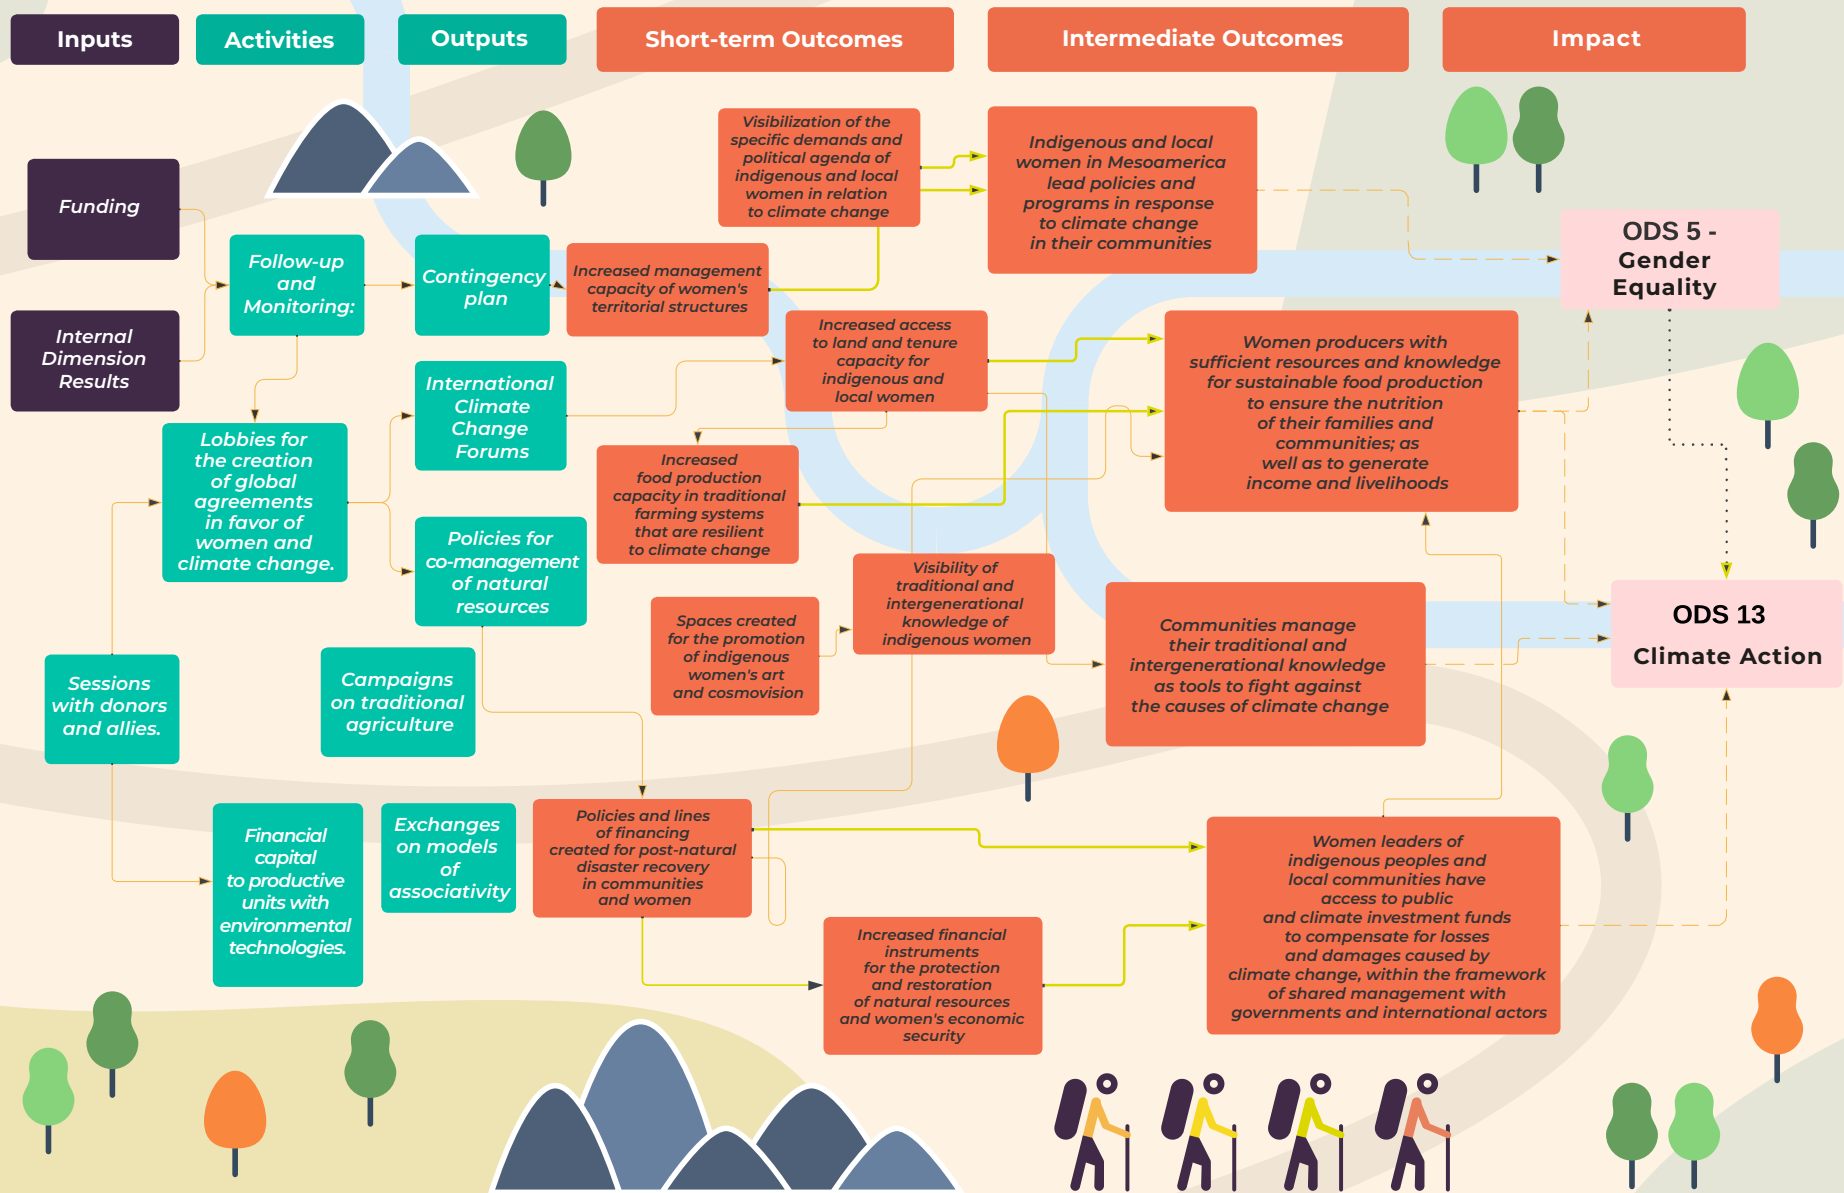 Inputs
Activities
Outputs
Short-term Outcomes
Intermediate Outcomes
Impact
Funding
Internal
Dimension
Results
Follow-up
and
Monitoring:
Lobbies for
the creation
of global
agreements
in favor of
women and
climate change.
Sessions
with donors
and allies.
Financial
capital
to productive
units with
environmental
technologies.
Contingency
plan
International
Climate
Change
Forums
Policies for
co-management
of natural
resources
Campaigns
on traditional
agriculture
Exchanges
on models
of
associativity
Visibilization of the
specific demands and
political agenda of
indigenous and local
women in relation
to climate change
Increased management
capacity of women's
territorial structures
Increased access
to land and tenure
capacity for
indigenous and
local women
Increased
food production
capacity in traditional
farming systems
that are resilient
to climate change
Visibility of
traditional and
intergenerational
knowledge of
indigenous women
Spaces created
for the promotion
of indigenous
women's art
and cosmovision
Policies and lines
of financing
created for post-natural
disaster recovery
in communities
and women
Increased financial
instruments
for the protection
and restoration
of natural resources
and women's economic
security
Indigenous and local
women in Mesoamerica
lead policies and
programs in response
to climate change
in their communities
Women producers with
sufficient resources and knowledge
for sustainable food production
to ensure the nutrition
of their families and
communities; as
well as to generate
income and livelihoods
Communities manage
their traditional and
intergenerational knowledge
as tools to fight against
the causes of climate change
Women leaders of
indigenous peoples and
local communities have
access to public
and climate investment funds
to compensate for losses
and damages caused by
climate change, within the framework
of shared management with
governments and international actors
ODS 5 -
Gender
Equality
ODS 13
Climate Action